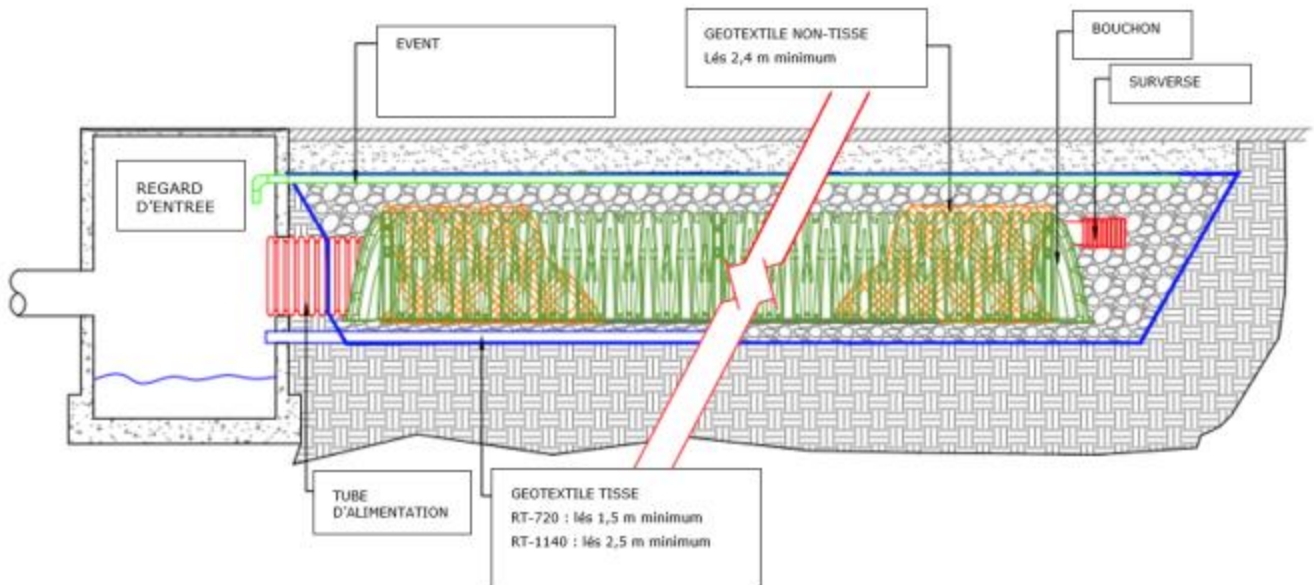 EVENT
GEOTEXTILE NON-TISSE
Lés 2,4 m minimum
BOUCHON
SURVERSE
REGARD
D'ENTREE
TUBE
D'ALIMENTATION
GEOTEXTILE TISSE
RT-720 : lés 1,5 m minimum
RT-1140 : lés 2,5 m minimum